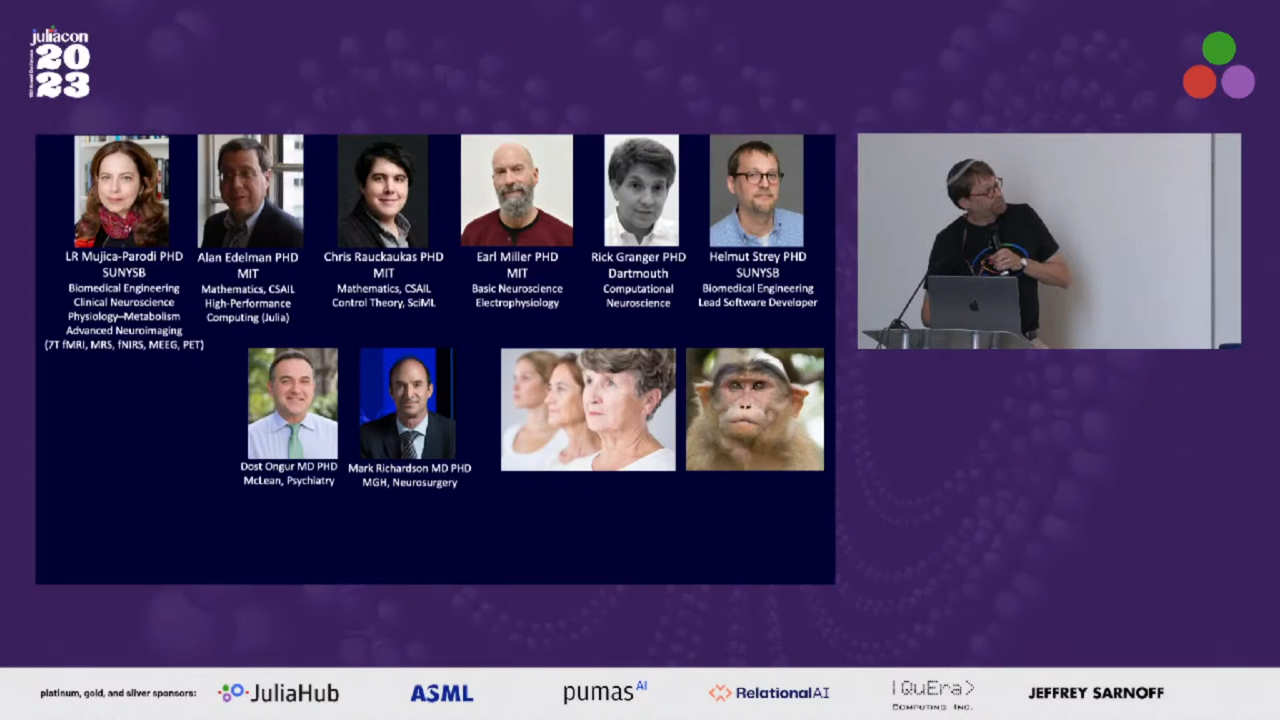 juliacon
20
23
LR Mujica-Parodi PHD
SUNYSB
Biomedical Engineering
Clinical Neuroscience
Physiology–Metabolism
Advanced Neuroimaging
(7T fMRI, MRS, fNIRS, MEEG, PET)
Alan Edelman PHD
MIT
Mathematics, CSAIL
High-Performance
Computing (Julia)
Chris Rauckaukas PHD
MIT
Mathematics, CSAIL
Control Theory, SciML
Earl Miller PHD
MIT
Basic Neuroscience
Electrophysiology
Rick Granger PHD
Dartmouth
Computational
Neuroscience
Helmut Strey PHD
SUNYSB
Biomedical Engineering
Lead Software Developer
Dost Ongur MD PHD
McLean, Psychiatry
Mark Richardson MD PHD
MGH, Neurosurgery
platinum, gold, and silver sponsors:
JuliaHub
ASML
pumas AI
RelationalAI
|QuEra>
Computing Inc.
JEFFREY SARNOFF